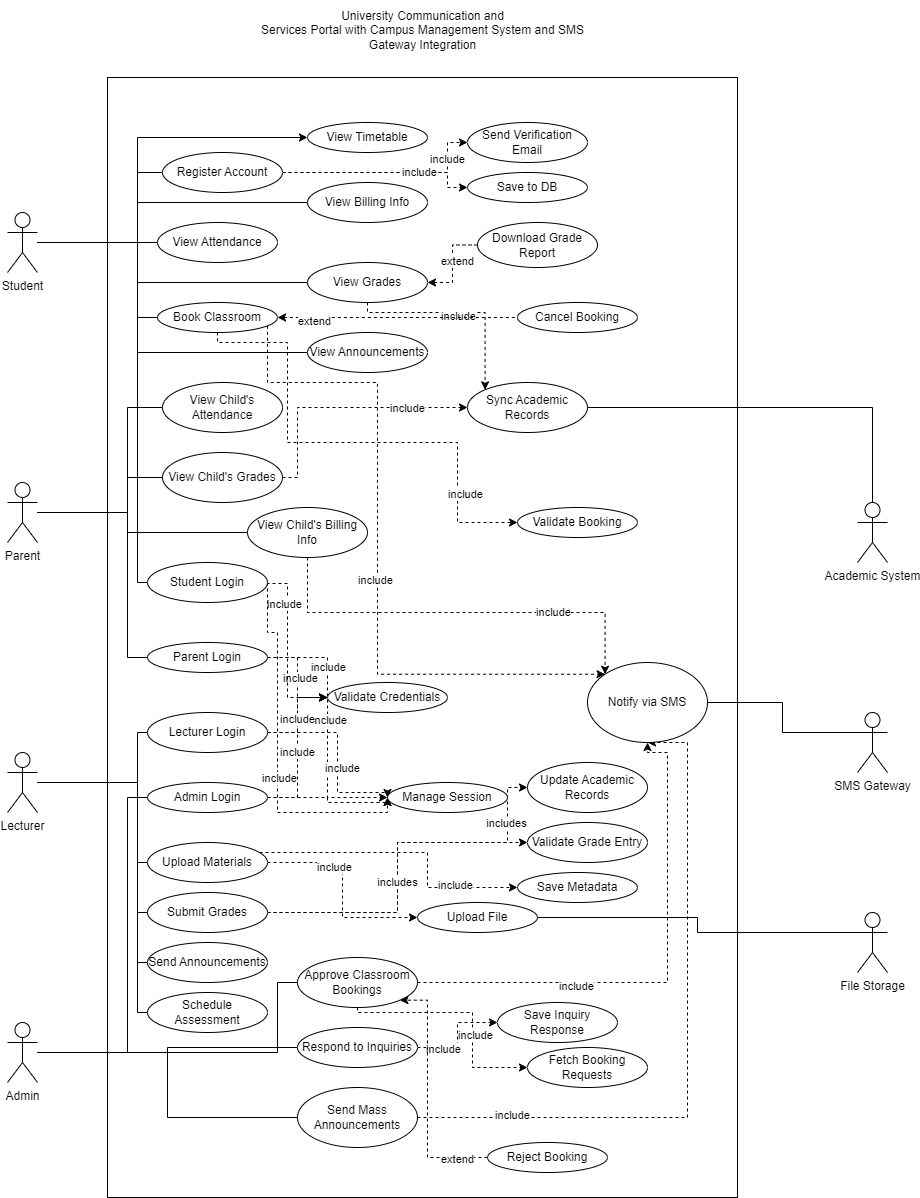 University Communication and
Services Portal with Campus Management System and SMS
Gateway Integration
View Timetable
Send Verification
Email
include
Register Account
include
Save to DB
View Billing Info
Student
View Attendance
Download Grade
Report
extend
View Grades
Book Classroom
extend
include
Cancel Booking
View Announcements
View Child's
Attendance
include
Sync Academic
Records
View Child's Grades
include
Parent
View Child's Billing
Info
Validate Booking
Academic System
Student Login
include
include
include
Parent Login
include
include
Validate Credentials
Notify via SMS
include
include
Lecturer Login
include
include
include
SMS Gateway
Lecturer
Admin Login
Manage Session
Update Academic
Records
includes
Validate Grade Entry
Upload Materials
include
includes
include
Save Metadata
Submit Grades
Upload File
File Storage
Send Announcements
Approve Classroom
Bookings
include
Schedule
Assessment
Save Inquiry
Response
include
Respond to Inquiries
include
Fetch Booking
Requests
Admin
Send Mass
Announcements
include
extend
Reject Booking